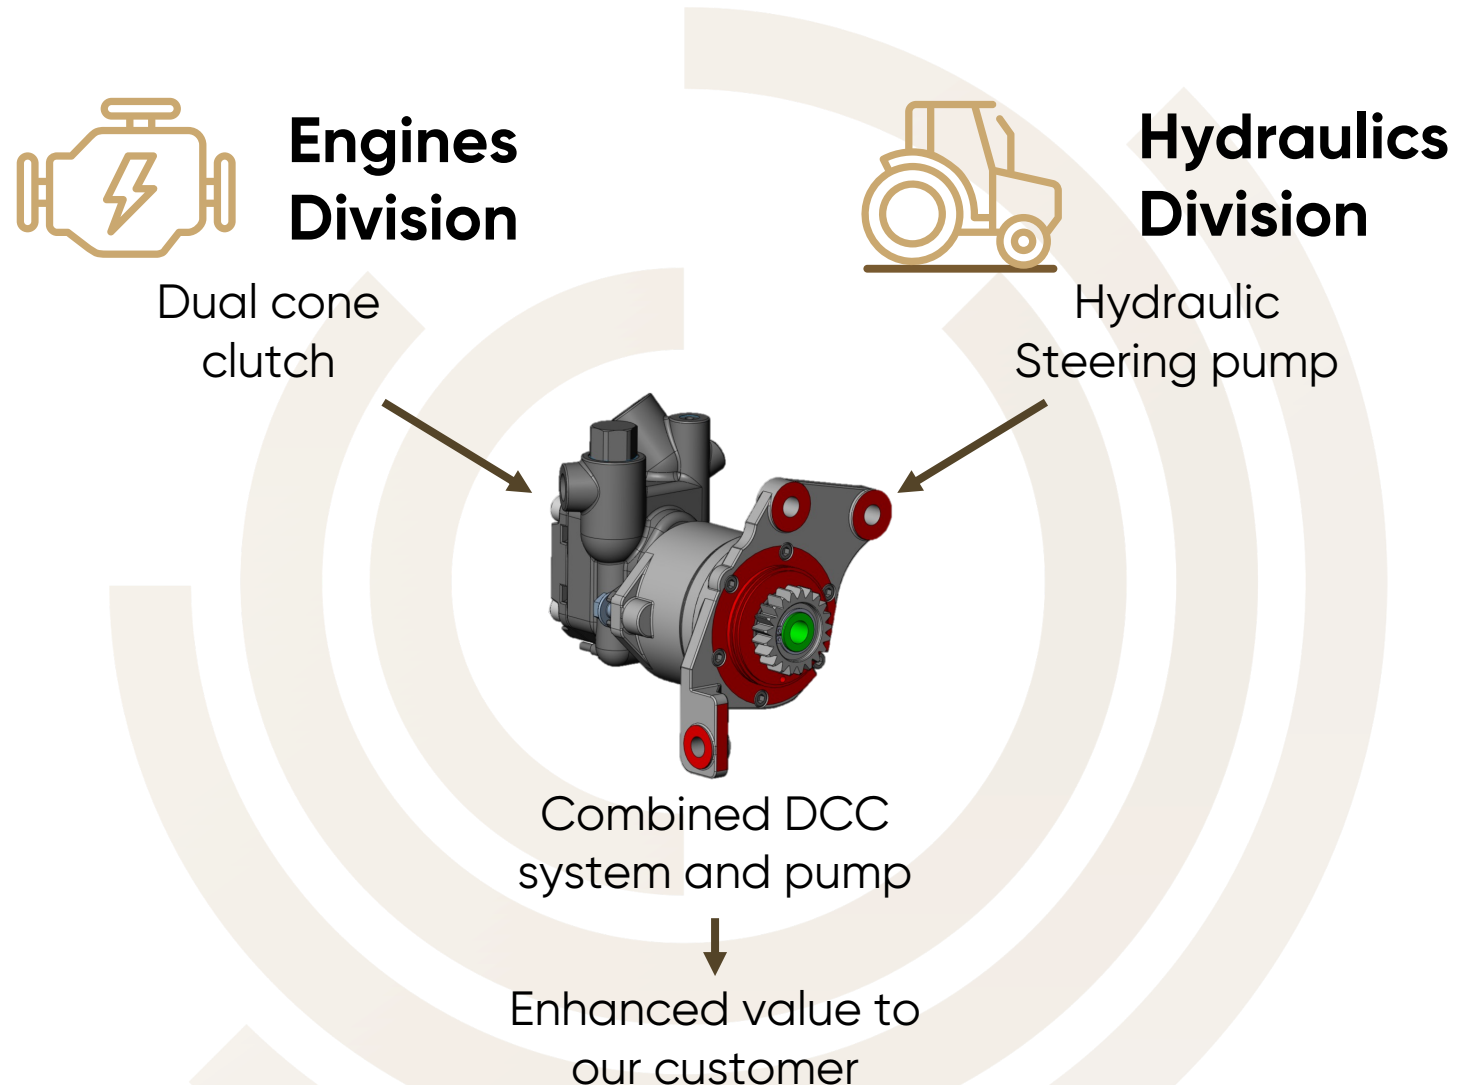 Engines
Division
Dual cone
clutch
Hydraulics
Division
Hydraulic
Steering pump
Combined DCC
system and pump
Enhanced value to
our customer